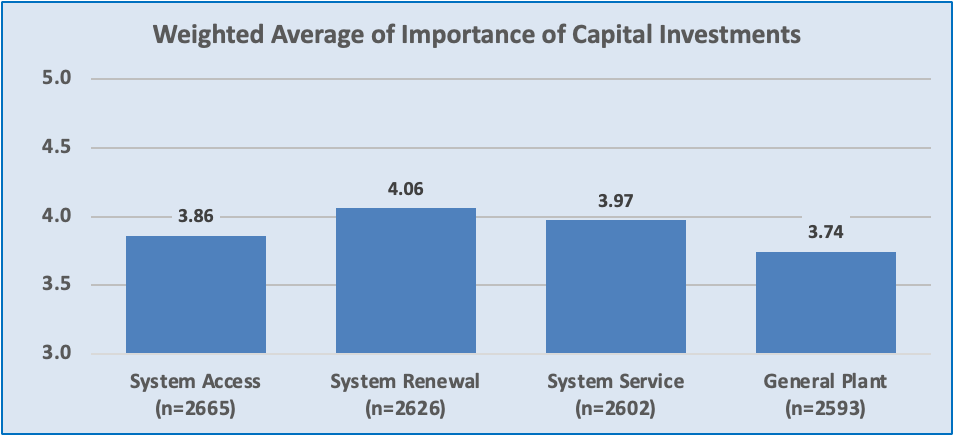 Weighted Average of Importance of Capital Investments
5.0
4.5
4.0
3.5
3.0
3.86
4.06
3.97
3.74
System Access
(n=2665)
System Renewal
(n=2626)
System Service
(n=2602)
General Plant
(n=2593)